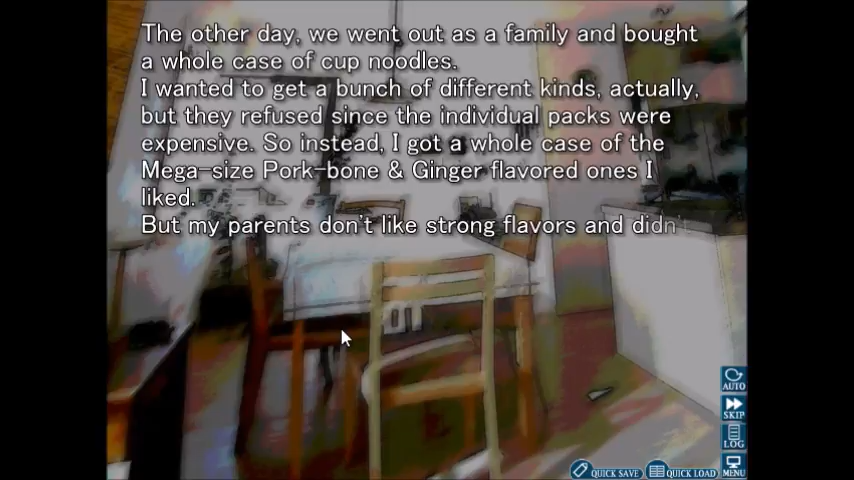 The other day, we went out as a family and bought
a whole case of cup noodles.
I wanted to get a bunch of different kinds, actually,
but they refused since the individual packs were
expensive. So instead, I got a whole case of the
Mega-size Pork-bone & Ginger flavored ones I
liked.
But my parents don't like strong flavors and didn't
AUTO
SKIP
LOG
MENU
QUICK SAVE
QUICK LOAD